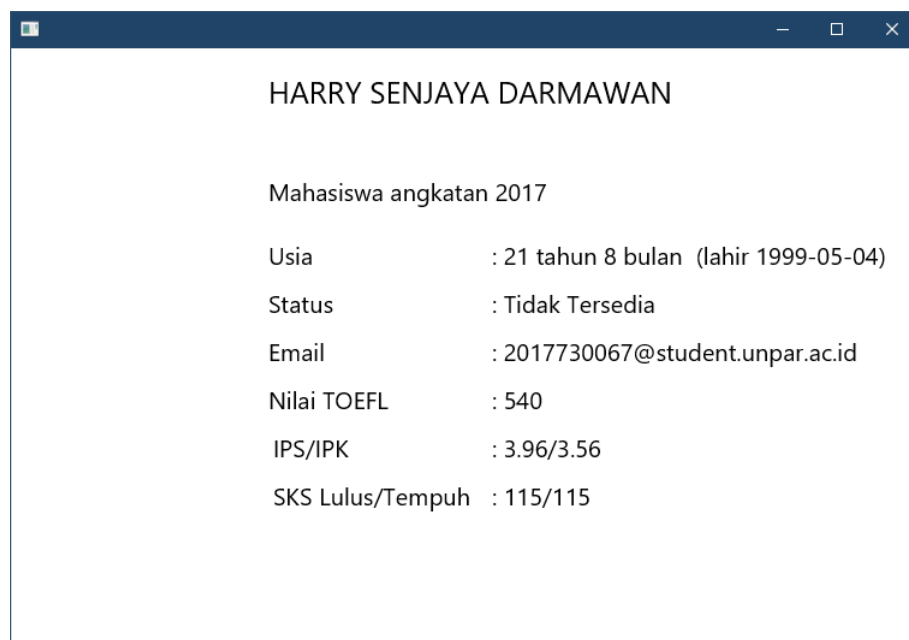 HARRY SENJAYA DARMAWAN
Mahasiswa angkatan 2017
Usia : 21 tahun 8 bulan (lahir 1999-05-04)
Status : Tidak Tersedia
Email : 2017730067@student.unpar.ac.id
Nilai TOEFL : 540
IPS/IPK : 3.96/3.56
SKS Lulus/Tempuh : 115/115